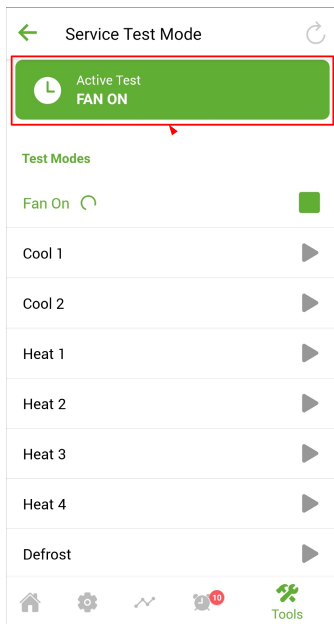 Service Test Mode
Active Test
FAN ON
Test Modes
Fan On
Cool 1
Cool 2
Heat 1
Heat 2
Heat 3
Heat 4
Defrost
10
Tools